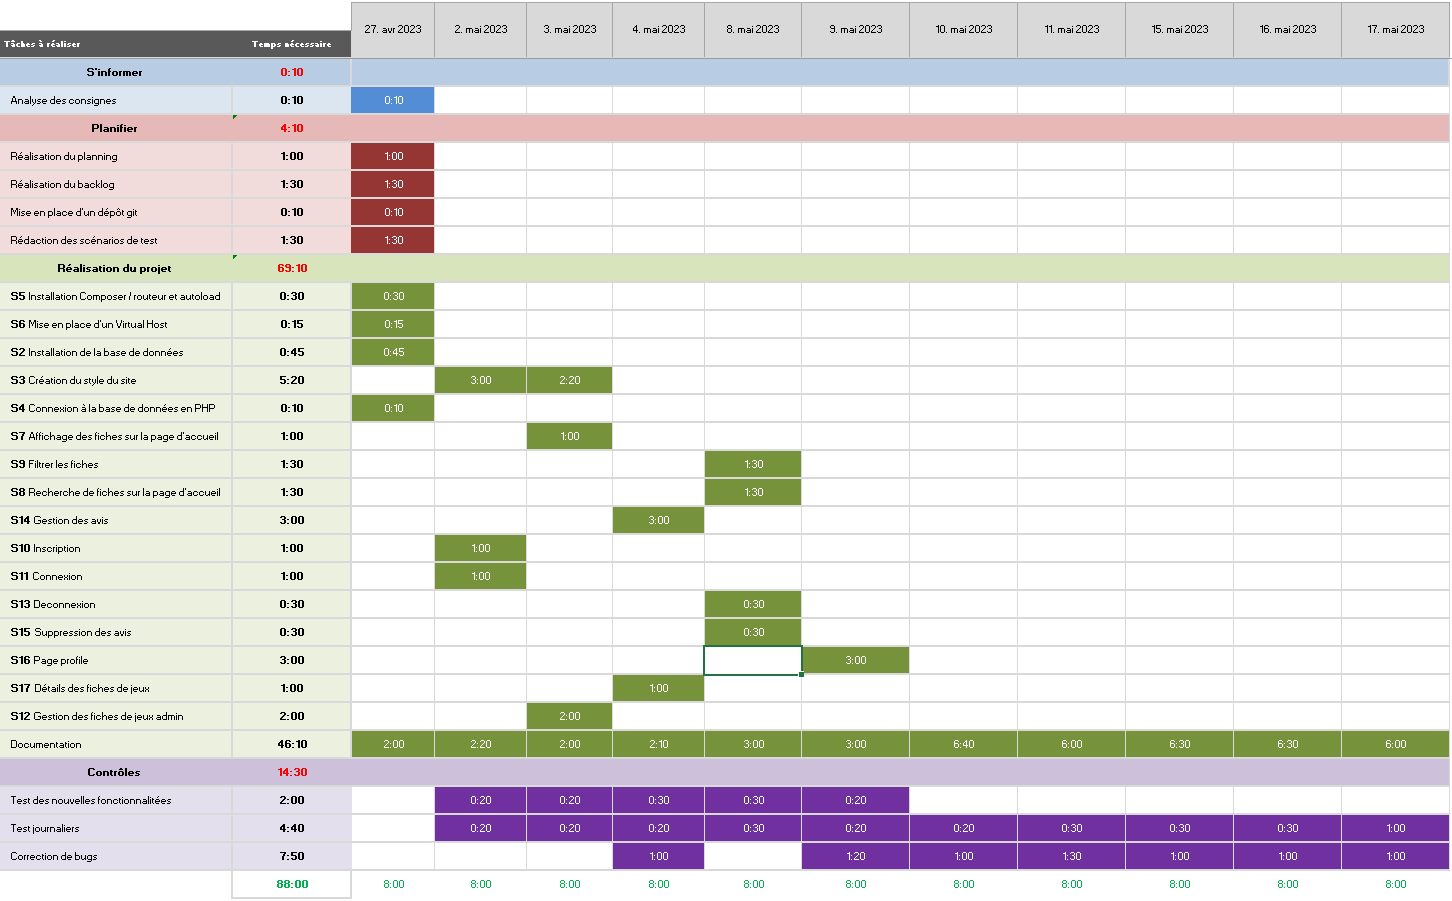 27. avr 2023 2. mai 2023 3. mai 2023 4. mai 2023 8. mai 2023 9. mai 2023 10. mai 2023 11. mai 2023 15. mai 2023 16. mai 2023 17. mai 2023
Tâches à réaliser Temps nécessaire
S'informer 0:10
Analyse des consignes 0:10 0:10
Planifier 4:10
Réalisation du planning 1:00 1:00
Réalisation du backlog 1:30 1:30
Mise en place d'un dépôt git 0:10 0:10
Rédaction des scénarios de test 1:30 1:30
Réalisation du projet 69:10
S5 Installation Composer / routeur et autoload 0:30 0:30
S6 Mise en place d'un Virtual Host 0:15 0:15
S2 Installation de la base de données 0:45 0:45
S3 Création du style du site 5:20 3:00 2:20
S4 Connexion à la base de données en PHP 0:10 0:10
S7 Affichage des fiches sur la page d'accueil 1:00 1:00
S9 Filtrer les fiches 1:30 1:30
S8 Recherche de fiches sur la page d'accueil 1:30 1:30
S14 Gestion des avis 3:00 3:00
S10 Inscription 1:00 1:00
S11 Connexion 1:00 1:00
S13 Deconnexion 0:30 0:30
S15 Suppression des avis 0:30 0:30
S16 Page profile 3:00 3:00
S17 Détails des fiches de jeux 1:00 1:00
S12 Gestion des fiches de jeux admin 2:00 2:00
Documentation 46:10 2:00 2:20 2:00 2:10 3:00 3:00 6:40 6:00 6:30 6:30 6:00
Contrôles 14:30
Test des nouvelles fonctionnalitées 2:00 0:20 0:20 0:30 0:30 0:20
Test journaliers 4:40 0:20 0:20 0:20 0:30 0:20 0:20 0:30 0:30 0:30 1:00
Correction de bugs 7:50 1:00 1:20 1:00 1:30 1:00 1:00 1:00
88:00 8:00 8:00 8:00 8:00 8:00 8:00 8:00 8:00 8:00 8:00 8:00